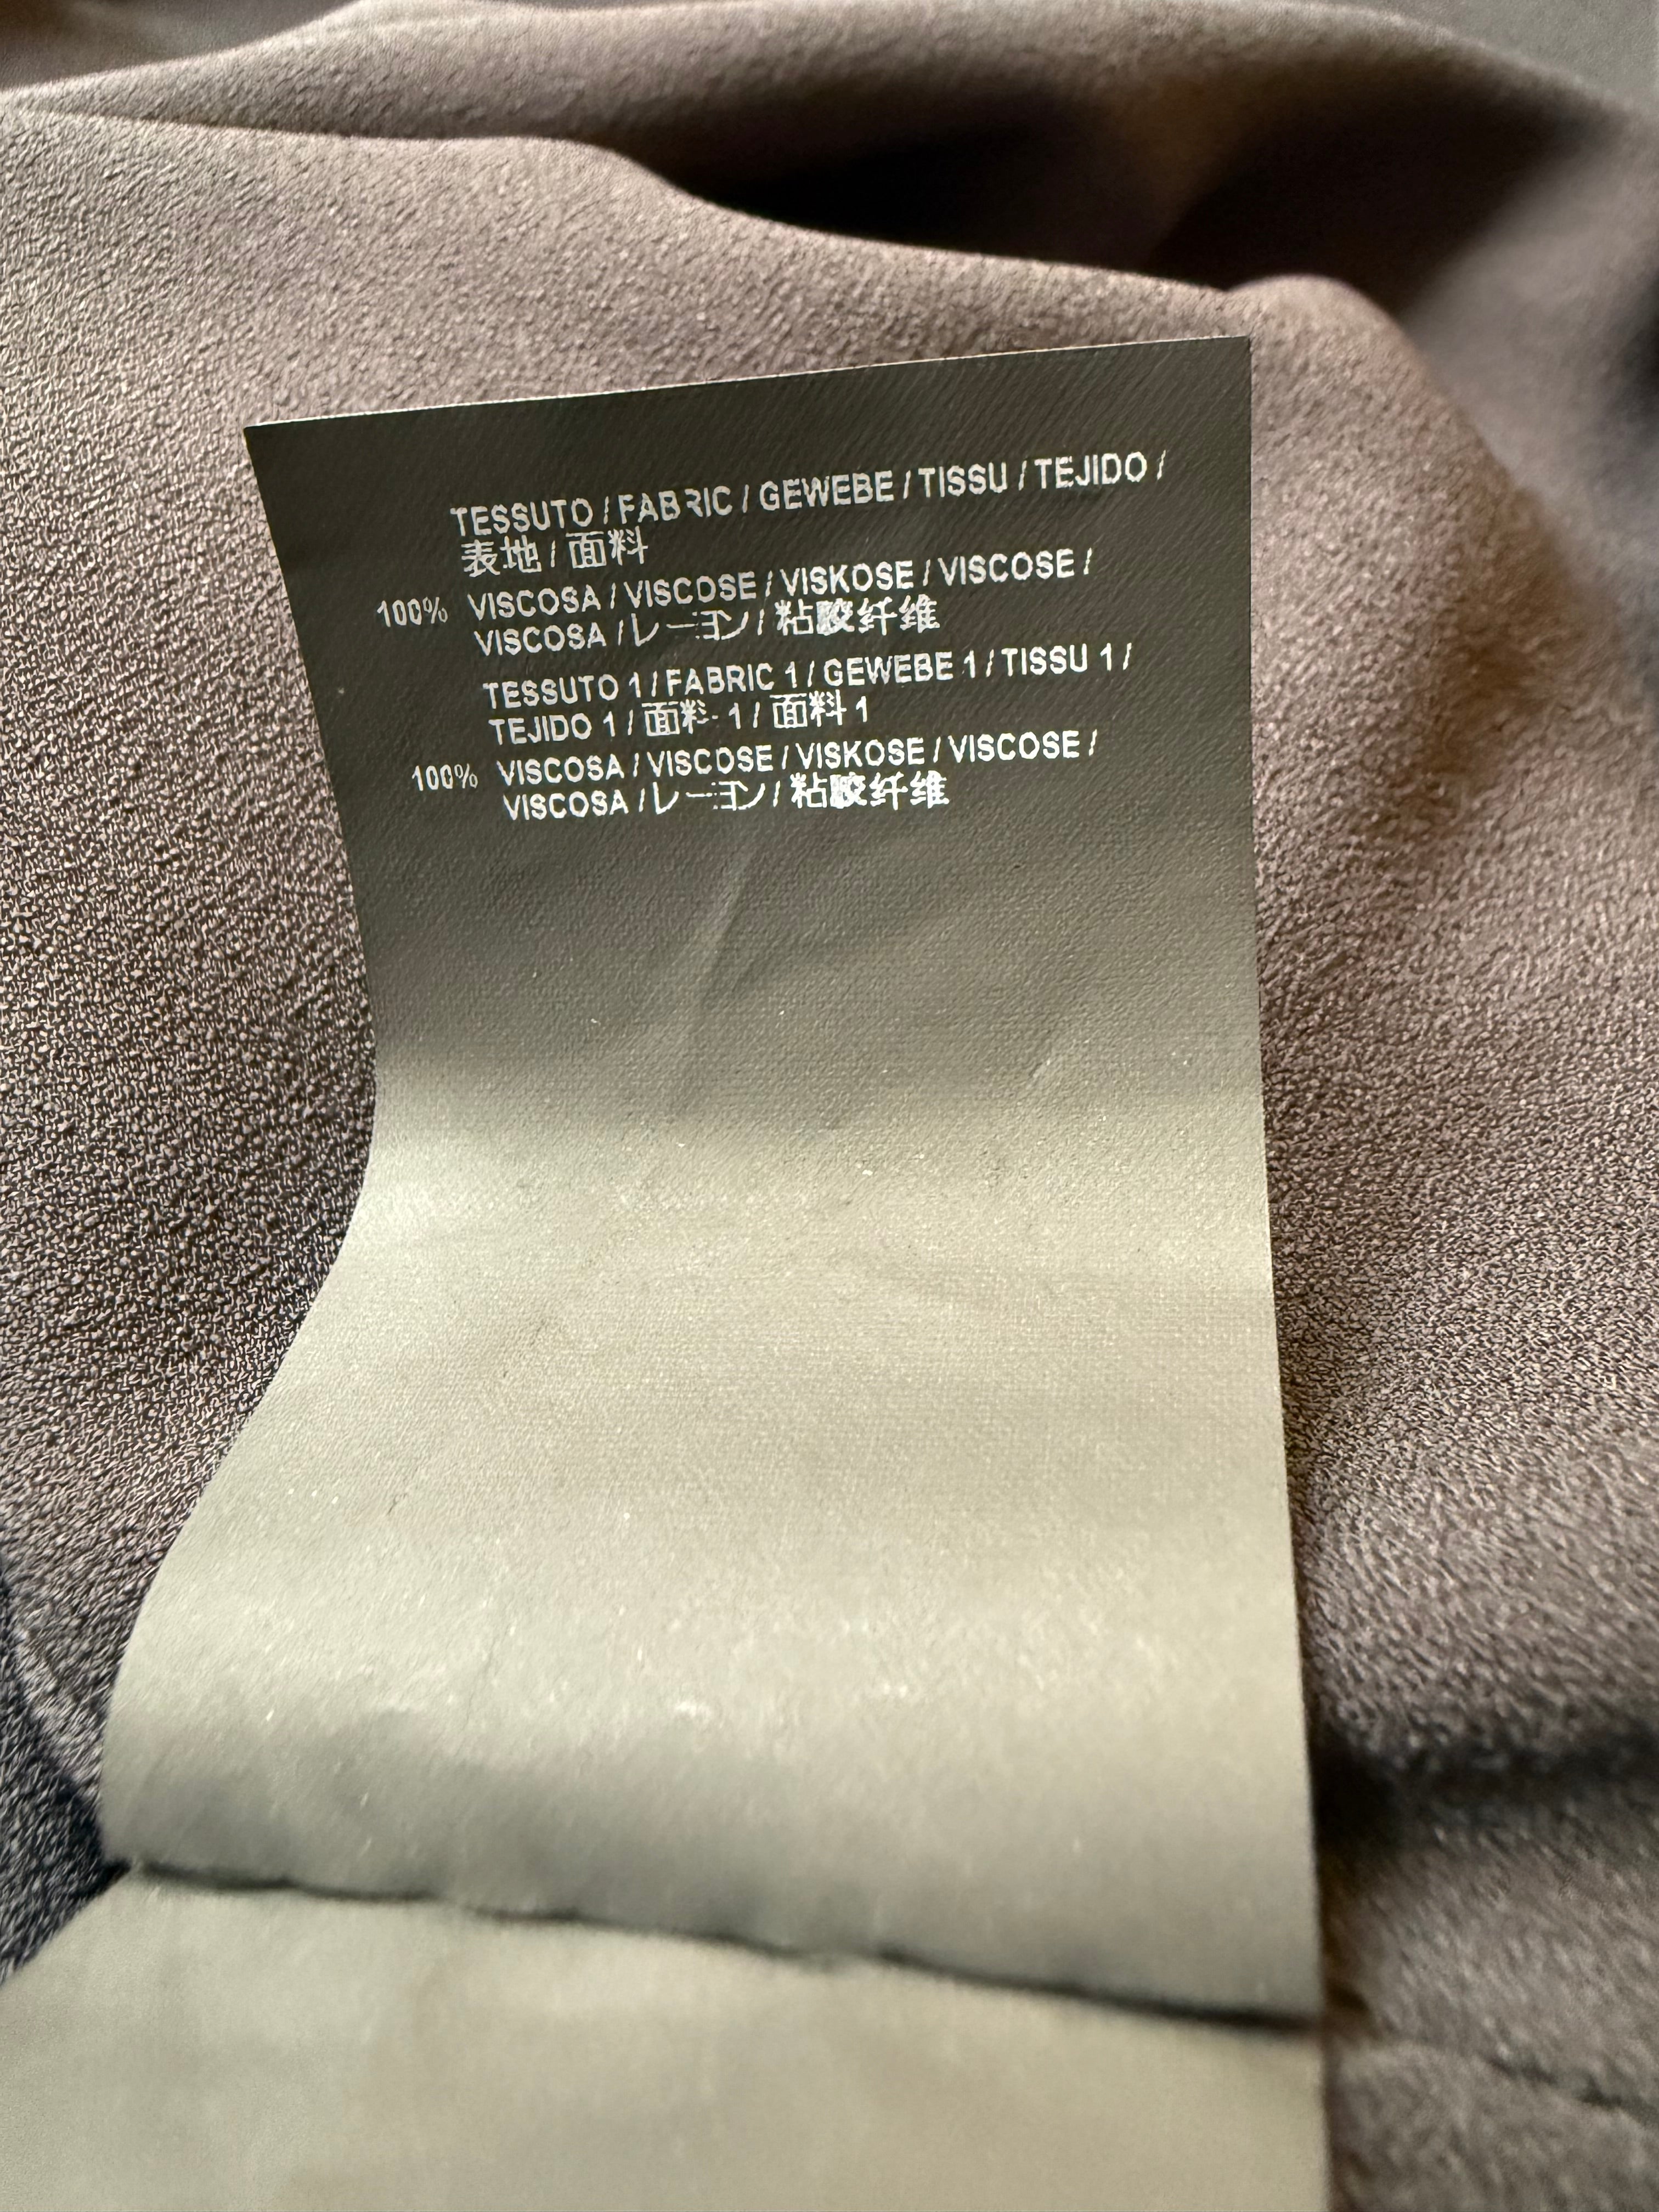 TESSUTO / FABRIC / GEWEBE / TISSU / TEJIDO /
表地 / 面料
100% VISCOSA / VISCOSE / VISKOSE / VISCOSE /
VISCOSA / レーヨン / 粘胶纤维
TESSUTO 1 / FABRIC 1 / GEWEBE 1 / TISSU 1 /
TEJIDO 1 / 面料 1 / 面料 1
100% VISCOSA / VISCOSE / VISKOSE / VISCOSE /
VISCOSA / レーヨン / 粘胶纤维